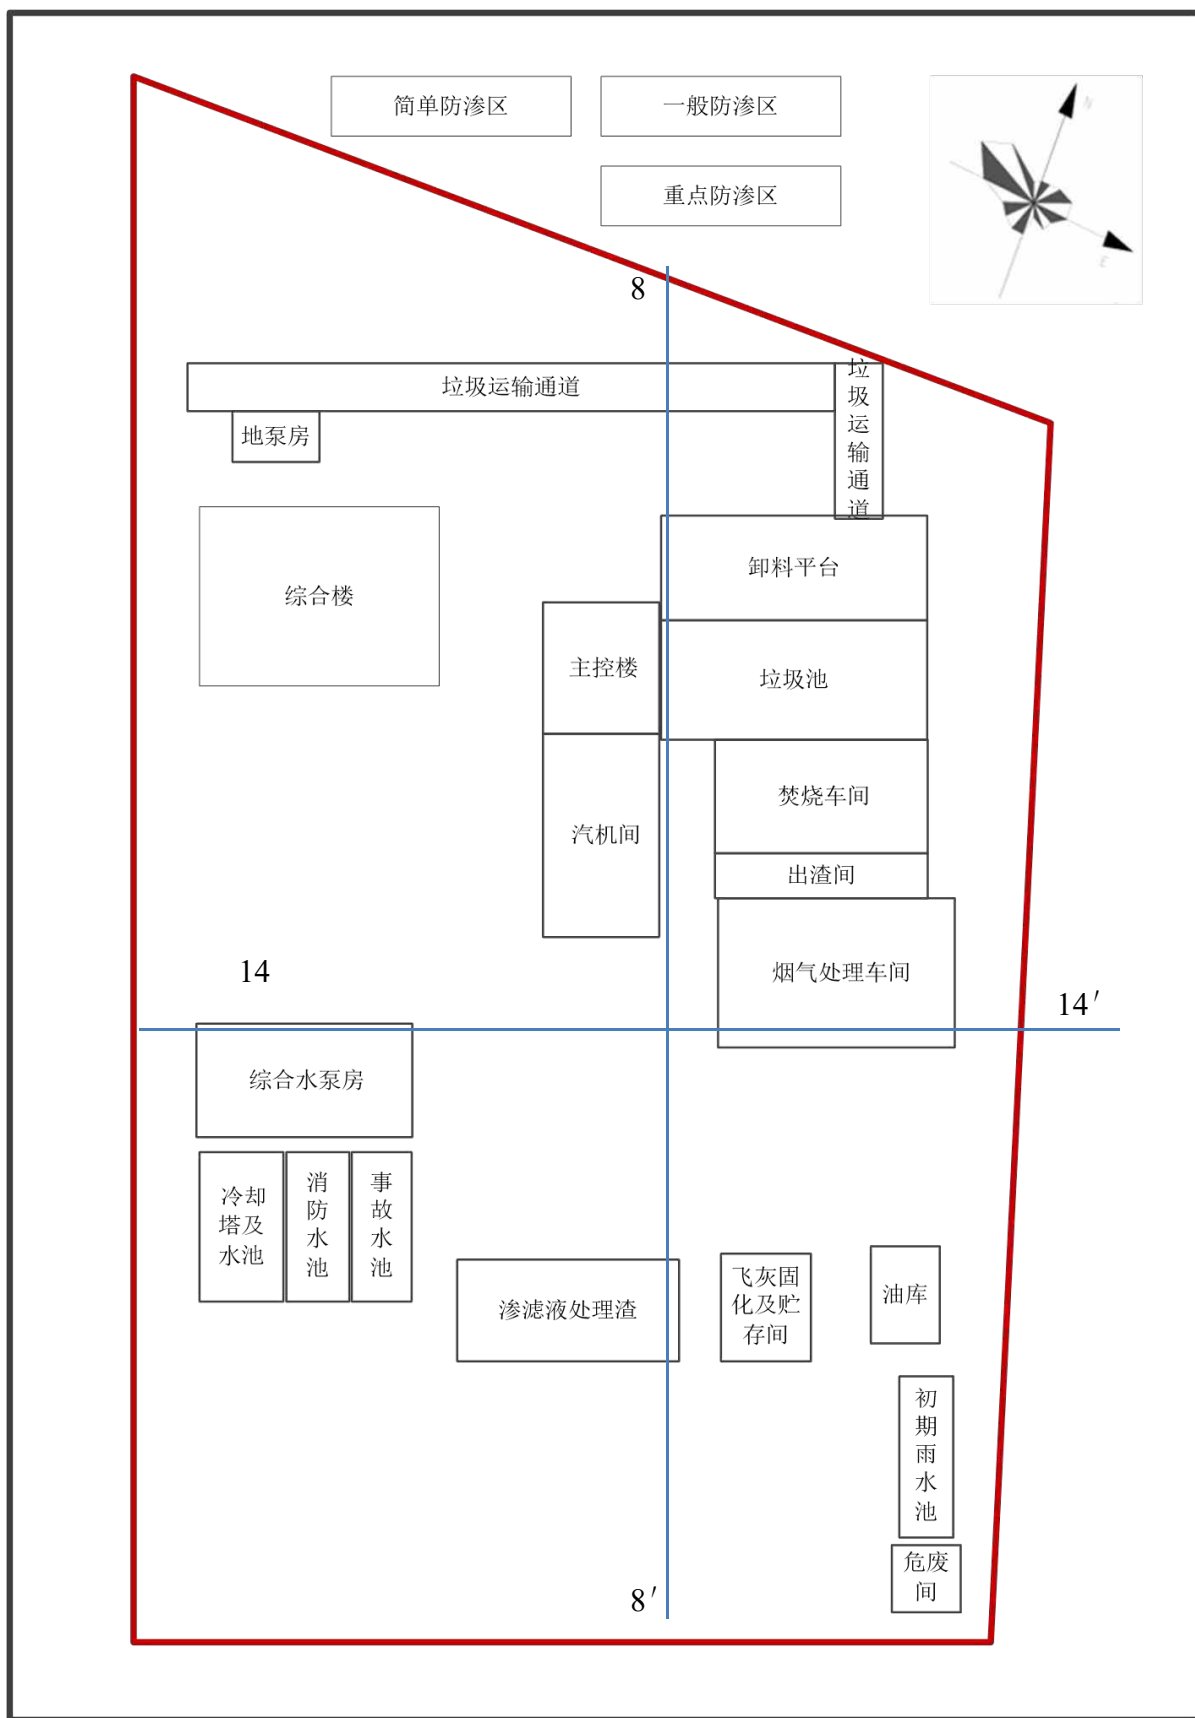 简单防渗区
一般防渗区
重点防渗区
N
E
8
垃圾运输通道
垃
圾
运
输
通
道
地泵房
卸料平台
综合楼
主控楼
垃圾池
焚烧车间
汽机间
出渣间
烟气处理车间
14
14′
综合水泵房
冷却
塔及
水池
消
防
水
池
事
故
水
池
渗滤液处理渣
飞灰固
化及贮
存间
油库
初
期
雨
水
池
危废
间
8′